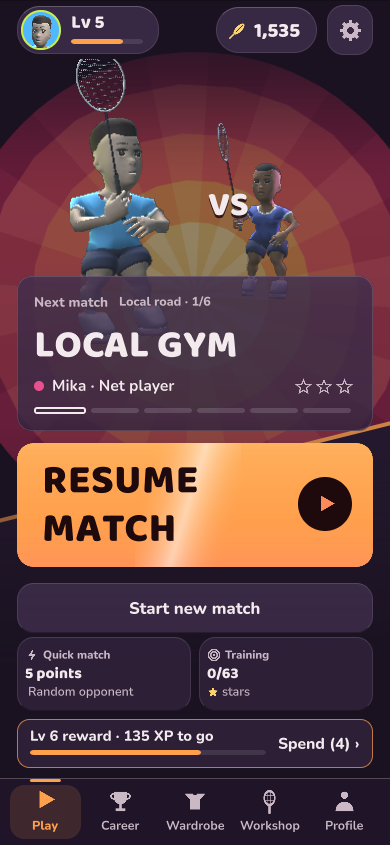 Lv 5
1,535
VS
Next match Local road · 1/6
LOCAL GYM
Mika · Net player
RESUME
MATCH
Start new match
Quick match
5 points
Random opponent
Training
0/63
stars
Lv 6 reward · 135 XP to go
Spend (4) ›
Play
Career
Wardrobe
Workshop
Profile